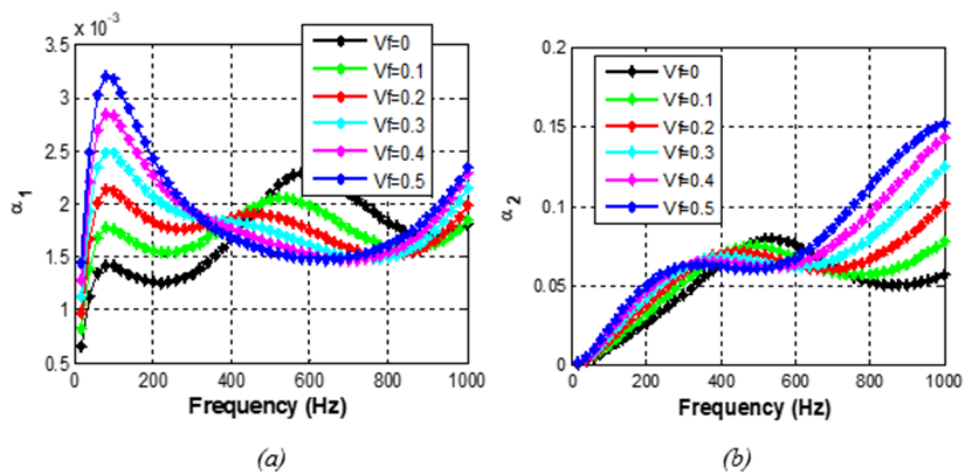 x 10⁻³
4
3.5
3
2.5
2
1.5
1
0.5
α₁
0 200 400 600 800 1000
Frequency (Hz)
Vf=0
Vf=0.1
Vf=0.2
Vf=0.3
Vf=0.4
Vf=0.5
(a)
0.2
0.15
0.1
0.05
0
α₂
0 200 400 600 800 1000
Frequency (Hz)
Vf=0
Vf=0.1
Vf=0.2
Vf=0.3
Vf=0.4
Vf=0.5
(b)